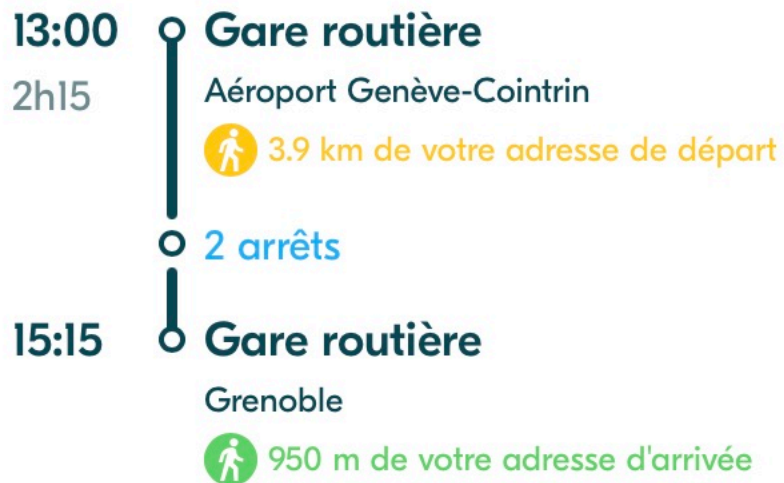 13:00 Gare routière
2h15 Aéroport Genève-Cointrin
3.9 km de votre adresse de départ
2 arrêts
15:15 Gare routière
Grenoble
950 m de votre adresse d'arrivée